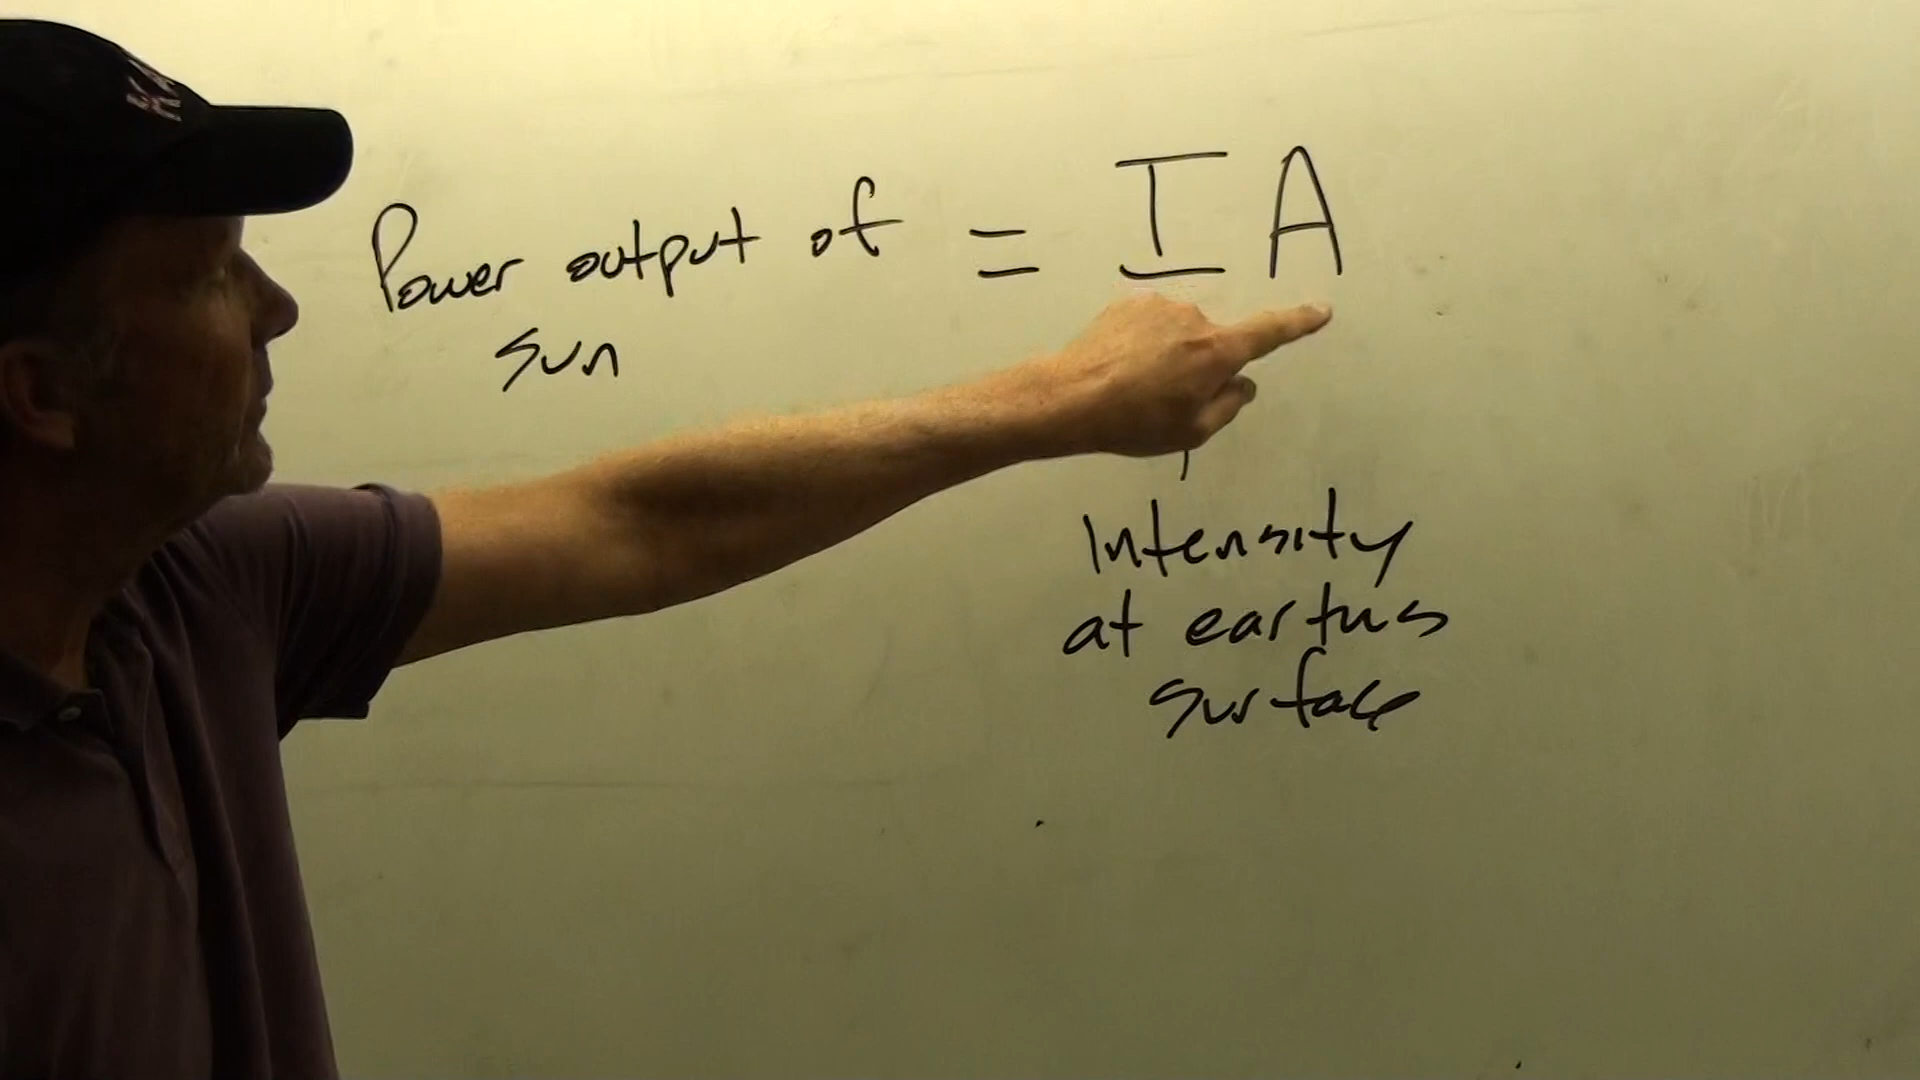 Power output of = I A
sun
Intensity
at earths
surface